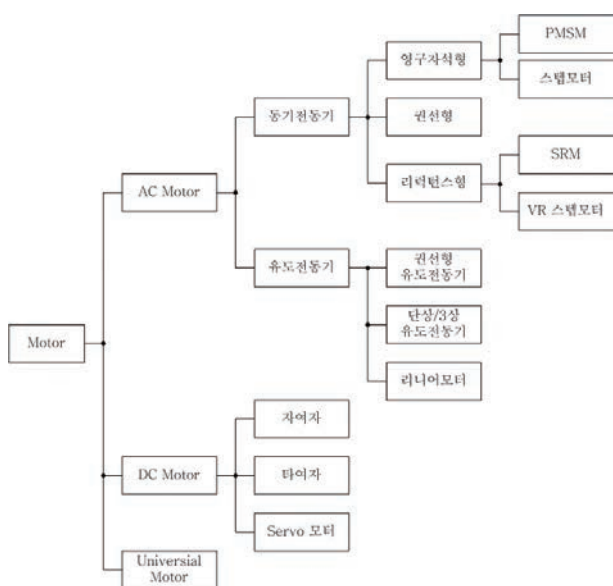 PMSM
영구자석형
스텝모터
동기전동기
권선형
SRM
리럭턴스형
AC Motor
VR 스텝모터
권선형
유도전동기
유도전동기
단상/3상
유도전동기
Motor
리니어모터
자여자
DC Motor
타여자
Servo 모터
Universial
Motor